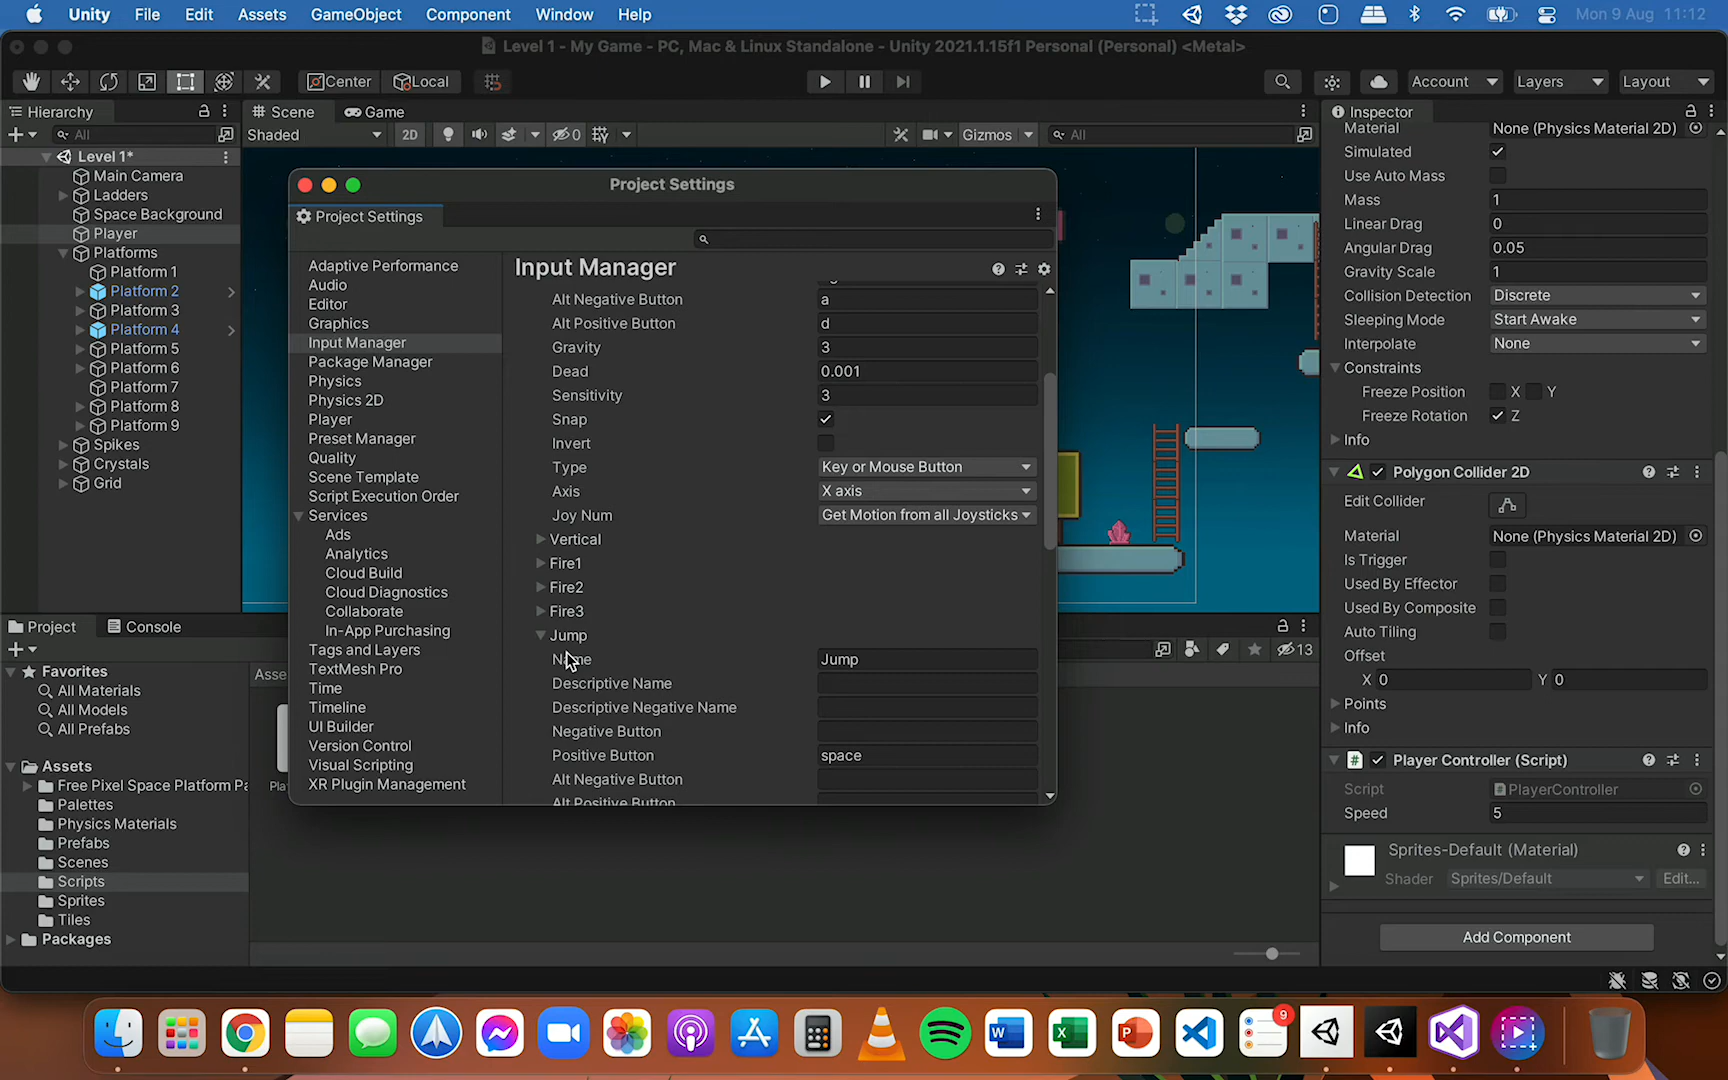 Unity File Edit Assets GameObject Component Window Help Mon 9 Aug 11:12
Level 1 - My Game - PC, Mac & Linux Standalone - Unity 2021.1.15f1 Personal (Personal) <Metal>
Center Local Account Layers Layout
Hierarchy Scene Game Inspector
All Shaded 2D 0 Gizmos All
Level 1*
Main Camera
Ladders
Space Background
Player
Platforms
Platform 1
Platform 2
Platform 3
Platform 4
Platform 5
Platform 6
Platform 7
Platform 8
Platform 9
Spikes
Crystals
Grid
Project Settings
Project Settings
Adaptive Performance
Audio
Editor
Graphics
Input Manager
Package Manager
Physics
Physics 2D
Player
Preset Manager
Quality
Scene Template
Script Execution Order
Services
Ads
Analytics
Cloud Build
Cloud Diagnostics
Collaborate
In-App Purchasing
Tags and Layers
TextMesh Pro
Time
Timeline
UI Builder
Version Control
Visual Scripting
XR Plugin Management
Input Manager
Alt Negative Button a
Alt Positive Button d
Gravity 3
Dead 0.001
Sensitivity 3
Snap
Invert
Type Key or Mouse Button
Axis X axis
Joy Num Get Motion from all Joysticks
Vertical
Fire1
Fire2
Fire3
Jump
Name Jump
Descriptive Name
Descriptive Negative Name
Negative Button
Positive Button space
Alt Negative Button
Alt Positive Button
Material None (Physics Material 2D)
Simulated
Use Auto Mass
Mass 1
Linear Drag 0
Angular Drag 0.05
Gravity Scale 1
Collision Detection Discrete
Sleeping Mode Start Awake
Interpolate None
Constraints
Freeze Position X Y
Freeze Rotation Z
Info
Polygon Collider 2D
Edit Collider
Material None (Physics Material 2D)
Is Trigger
Used By Effector
Used By Composite
Auto Tiling
Offset
X 0 Y 0
Points
Info
Player Controller (Script)
Script PlayerController
Speed 5
Sprites-Default (Material)
Shader Sprites/Default Edit...
Add Component
Project Console
13
Favorites
All Materials
All Models
All Prefabs
Assets
Free Pixel Space Platform Pa
Palettes
Physics Materials
Prefabs
Scenes
Scripts
Sprites
Tiles
Packages
Asse
Pla
9